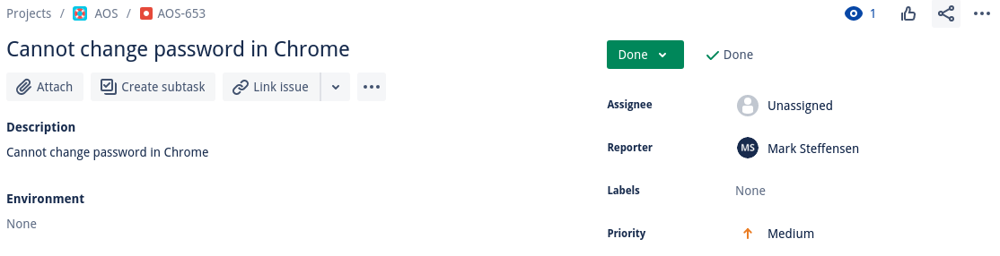 Projects / AOS / AOS-653
1
Cannot change password in Chrome
Attach
Create subtask
Link issue
Description
Cannot change password in Chrome
Environment
None
Done
Done
Assignee
Unassigned
Reporter
MS Mark Steffensen
Labels
None
Priority
Medium